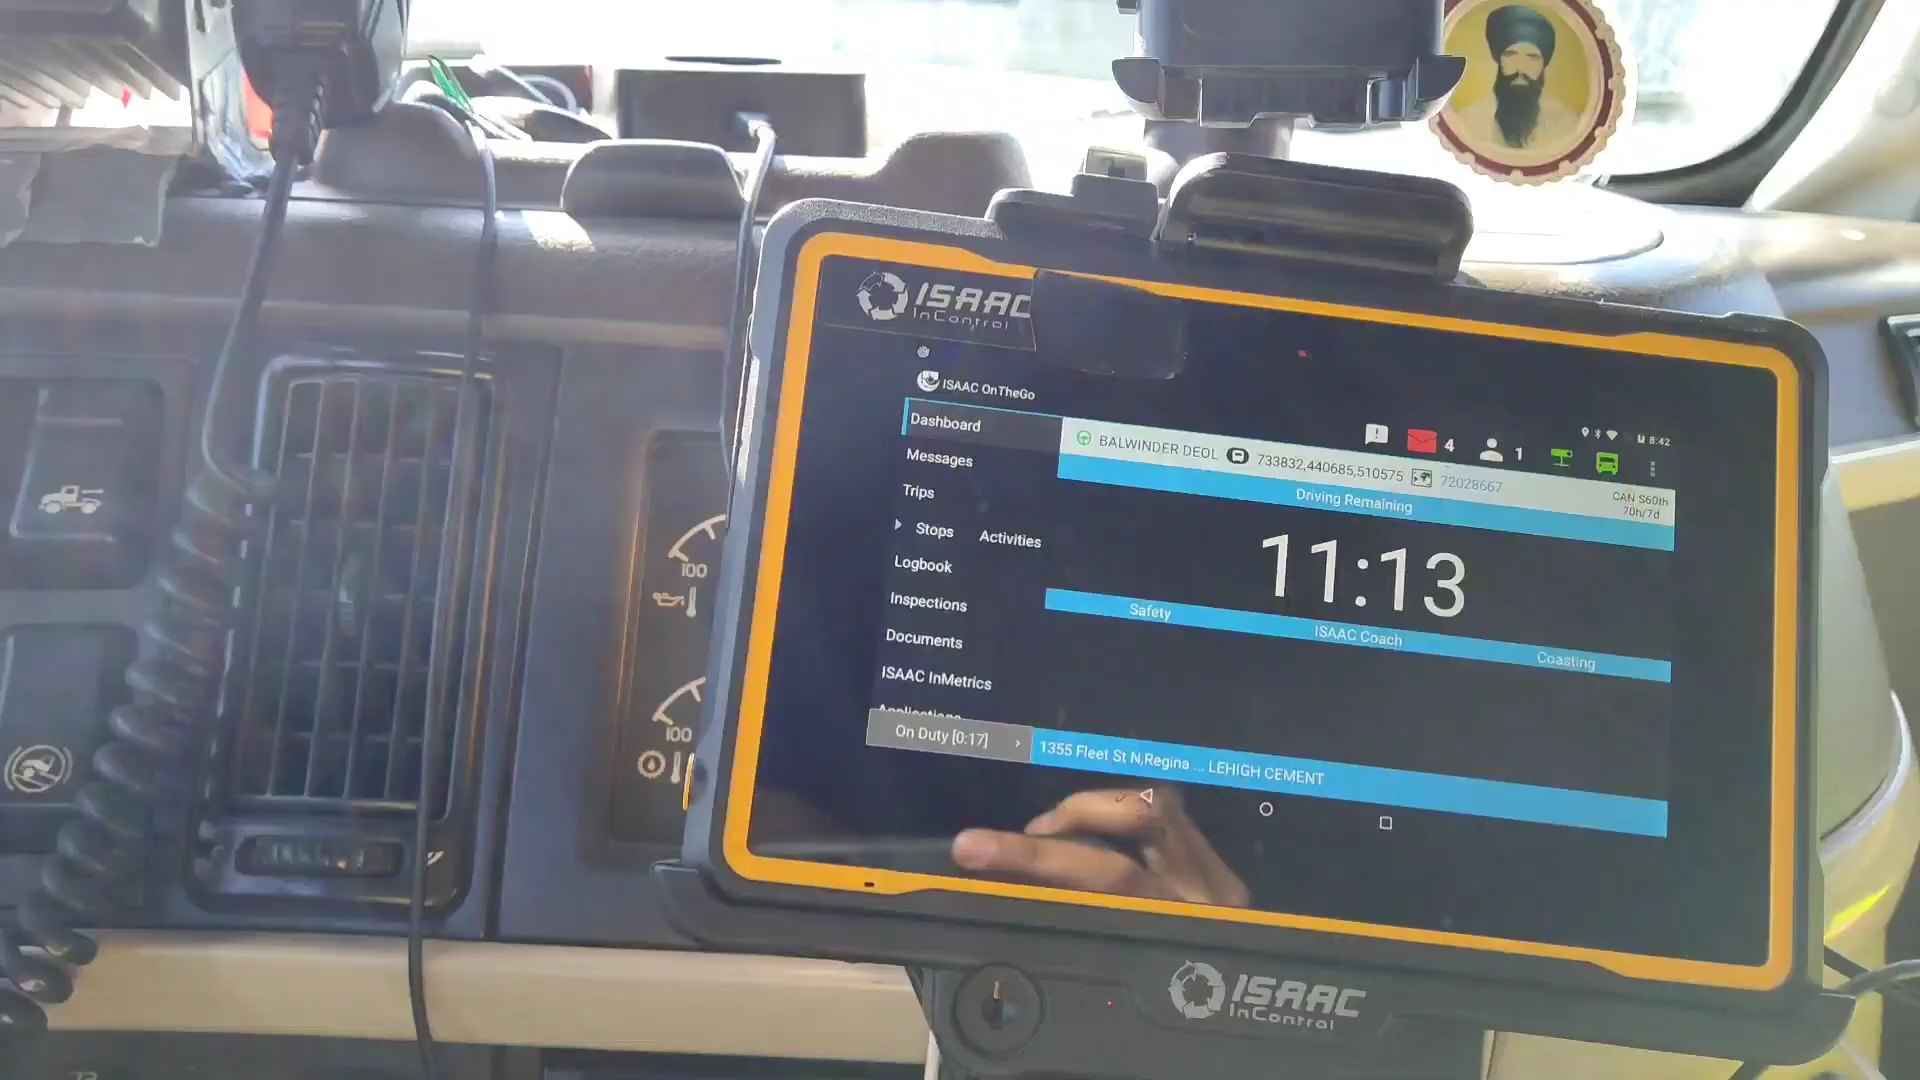 ISAAC
InControl
ISAAC OnTheGo
4
1
8:42
Dashboard
Messages
Trips
Stops
Activities
Logbook
Inspections
Documents
ISAAC InMetrics
Applications
On Duty [0:17]
BALWINDER DEOL
733832,440685,510575
72028667
CAN S60th
70h/7d
Driving Remaining
11:13
Safety
ISAAC Coach
Coasting
1355 Fleet St N,Regina ... LEHIGH CEMENT
100
100
ISAAC
InControl